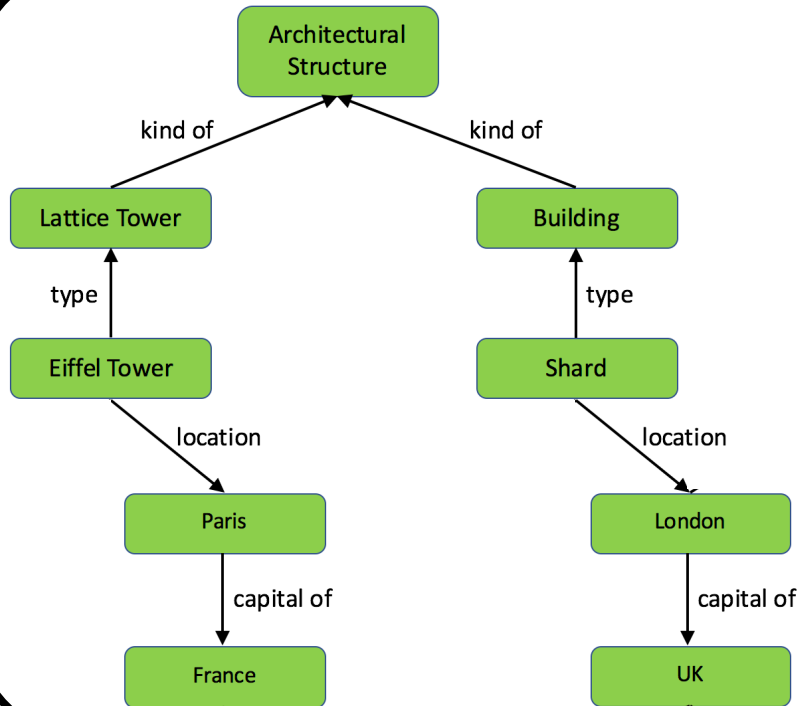 Architectural
Structure
kind of
kind of
Lattice Tower
Building
type
type
Eiffel Tower
Shard
location
location
Paris
London
capital of
capital of
France
UK